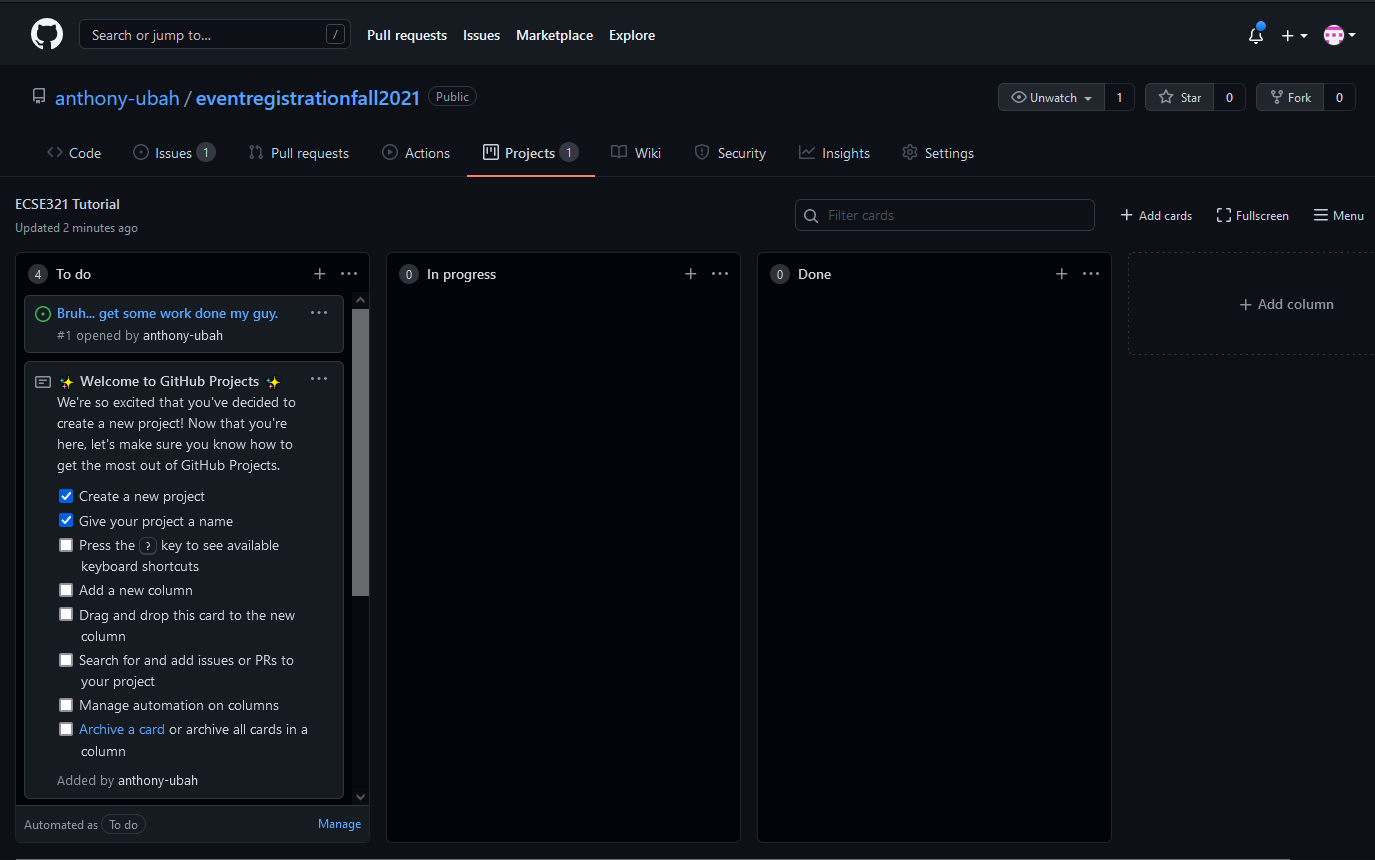 Search or jump to... /
Pull requests Issues Marketplace Explore
anthony-ubah / eventregistrationfall2021 Public
Unwatch 1 Star 0 Fork 0
Code Issues 1 Pull requests Actions Projects 1 Wiki Security Insights Settings
ECSE321 Tutorial
Updated 2 minutes ago
Filter cards
Add cards Fullscreen Menu
4 To do
Bruh... get some work done my guy.
#1 opened by anthony-ubah
✨ Welcome to GitHub Projects ✨
We're so excited that you've decided to
create a new project! Now that you're
here, let's make sure you know how to
get the most out of GitHub Projects.
Create a new project
Give your project a name
Press the ? key to see available
keyboard shortcuts
Add a new column
Drag and drop this card to the new
column
Search for and add issues or PRs to
your project
Manage automation on columns
Archive a card or archive all cards in a
column
Added by anthony-ubah
Automated as To do Manage
0 In progress
0 Done
Add column